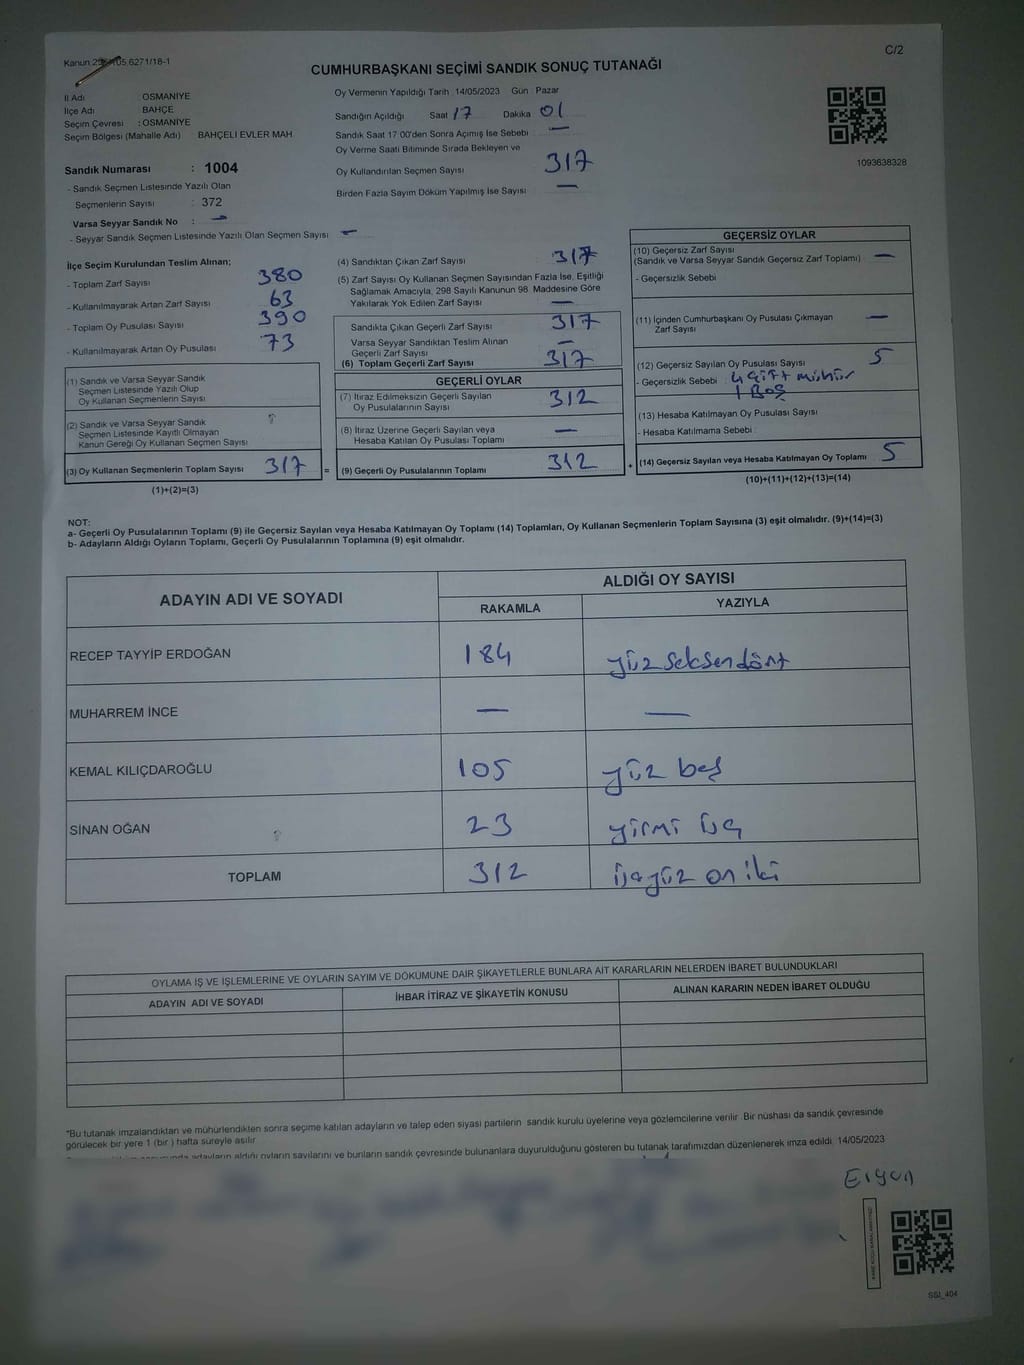 C/2
Kanun 298/105 6271/18-1
CUMHURBAŞKANI SEÇİMİ SANDIK SONUÇ TUTANAĞI
İl Adı OSMANİYE
İlçe Adı BAHÇE
Seçim Çevresi : OSMANİYE
Seçim Bölgesi (Mahalle Adı) BAHÇELİ EVLER MAH.
Sandık Numarası : 1004
- Sandık Seçmen Listesinde Yazılı Olan
Seçmenlerin Sayısı : 372
Varsa Seyyar Sandık No : —
- Seyyar Sandık Seçmen Listesinde Yazılı Olan Seçmen Sayısı —
Oy Vermenin Yapıldığı Tarih 14/05/2023 Gün Pazar
Sandığın Açıldığı Saat 17 Dakika 01
Sandık Saat 17 00'den Sonra Açımış İse Sebebi —
Oy Verme Saati Bitiminde Sırada Bekleyen ve
Oy Kullandırılan Seçmen Sayısı 317
Birden Fazla Sayım Döküm Yapılmış İse Sayısı —
1093638328
İlçe Seçim Kurulundan Teslim Alınan;
- Toplam Zarf Sayısı 380
- Kullanılmayarak Artan Zarf Sayısı 63
- Toplam Oy Pusulası Sayısı 390
- Kullanılmayarak Artan Oy Pusulası 73
(1) Sandık ve Varsa Seyyar Sandık
Seçmen Listesinde Yazılı Olup
Oy Kullanan Seçmenlerin Sayısı
(2) Sandık ve Varsa Seyyar Sandık
Seçmen Listesinde Kayıtlı Olmayan
Kanun Gereği Oy Kullanan Seçmen Sayısı
(3) Oy Kullanan Seçmenlerin Toplam Sayısı 317
(1)+(2)=(3)
(4) Sandıktan Çıkan Zarf Sayısı 317
(5) Zarf Sayısı Oy Kullanan Seçmen Sayısından Fazla İse, Eşitliği
Sağlamak Amacıyla, 298 Sayılı Kanunun 98 Maddesine Göre
Yakılarak Yok Edilen Zarf Sayısı —
Sandıkta Çıkan Geçerli Zarf Sayısı 317
Varsa Seyyar Sandıktan Teslim Alınan
Geçerli Zarf Sayısı —
(6) Toplam Geçerli Zarf Sayısı 317
GEÇERLİ OYLAR
(7) İtiraz Edilmeksizin Geçerli Sayılan
Oy Pusulalarının Sayısı 312
(8) İtiraz Üzerine Geçerli Sayılan veya
Hesaba Katılan Oy Pusulası Toplamı —
= (9) Geçerli Oy Pusulalarının Toplamı 312
GEÇERSİZ OYLAR
(10) Geçersiz Zarf Sayısı
(Sandık ve Varsa Seyyar Sandık Geçersiz Zarf Toplamı) —
- Geçersizlik Sebebi
(11) İçinden Cumhurbaşkanı Oy Pusulası Çıkmayan
Zarf Sayısı —
(12) Geçersiz Sayılan Oy Pusulası Sayısı 5
- Geçersizlik Sebebi : 4 çift mühür
1 Boş
(13) Hesaba Katılmayan Oy Pusulası Sayısı
- Hesaba Katılmama Sebebi
+ (14) Geçersiz Sayılan veya Hesaba Katılmayan Oy Toplamı 5
(10)+(11)+(12)+(13)=(14)
NOT:
a- Geçerli Oy Pusulalarının Toplamı (9) ile Geçersiz Sayılan veya Hesaba Katılmayan Oy Toplamı (14) Toplamları, Oy Kullanan Seçmenlerin Toplam Sayısına (3) eşit olmalıdır. (9)+(14)=(3)
b- Adayların Aldığı Oyların Toplamı, Geçerli Oy Pusulalarının Toplamına (9) eşit olmalıdır.
ADAYIN ADI VE SOYADI
ALDIĞI OY SAYISI
RAKAMLA YAZIYLA
RECEP TAYYİP ERDOĞAN 184 yüz seksen dört
MUHARREM İNCE — —
KEMAL KILIÇDAROĞLU 105 yüz beş
SİNAN OĞAN 23 yirmi üç
TOPLAM 312 üçyüz on iki
OYLAMA İŞ VE İŞLEMLERİNE VE OYLARIN SAYIM VE DÖKÜMÜNE DAİR ŞİKAYETLERLE BUNLARA AİT KARARLARIN NELERDEN İBARET BULUNDUKLARI
ADAYIN ADI VE SOYADI İHBAR İTİRAZ VE ŞİKAYETİN KONUSU ALINAN KARARIN NEDEN İBARET OLDUĞU
"Bu tutanak imzalandıktan ve mühürlendikten sonra seçime katılan adayların ve talep eden siyasi partilerin sandık kurulu üyelerine veya gözlemcilerine verilir Bir nüshası da sandık çevresinde
görülecek bir yere 1 (bir ) hafta süreyle asılır
adayların aldığı oyların sayılarını ve bunların sandık çevresinde bulunanlara duyurulduğunu gösteren bu tutanak tarafımızdan düzenlenerek imza edildi. 14/05/2023
SSI_404